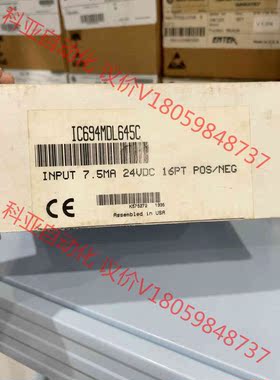 IC694MDL645C
INPUT 7.5MA 24VDC 16PT POS/NEG
CE
Resembled in USA
科亚自动化 议价V18059848737
科亚自动化 议价V18059848737